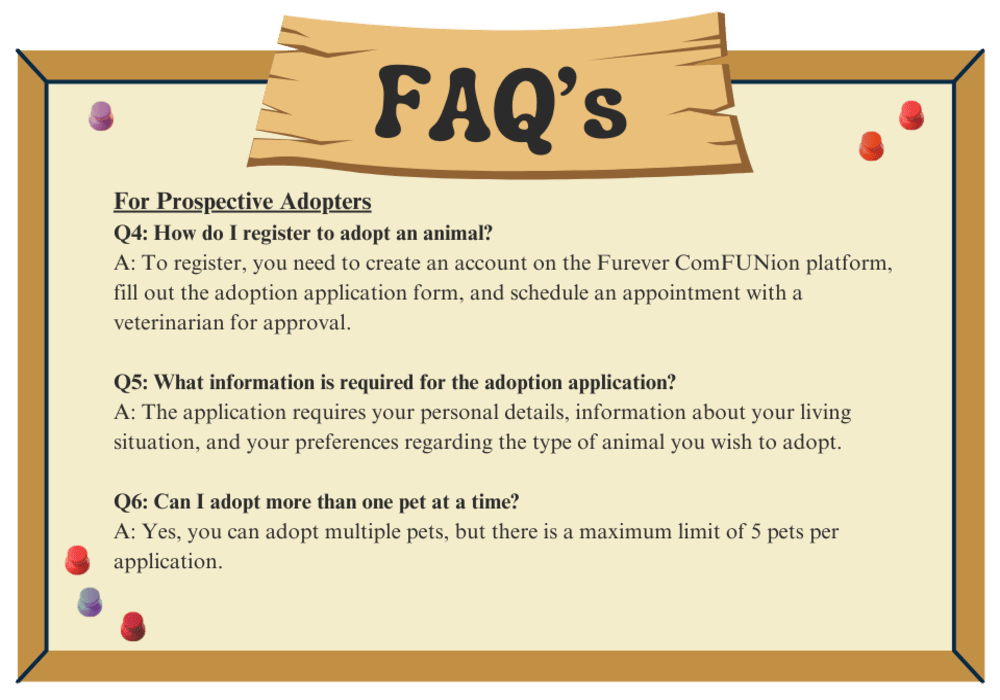 FAQ's
For Prospective Adopters
Q4: How do I register to adopt an animal?
A: To register, you need to create an account on the Furever ComFUNion platform,
fill out the adoption application form, and schedule an appointment with a
veterinarian for approval.
Q5: What information is required for the adoption application?
A: The application requires your personal details, information about your living
situation, and your preferences regarding the type of animal you wish to adopt.
Q6: Can I adopt more than one pet at a time?
A: Yes, you can adopt multiple pets, but there is a maximum limit of 5 pets per
application.